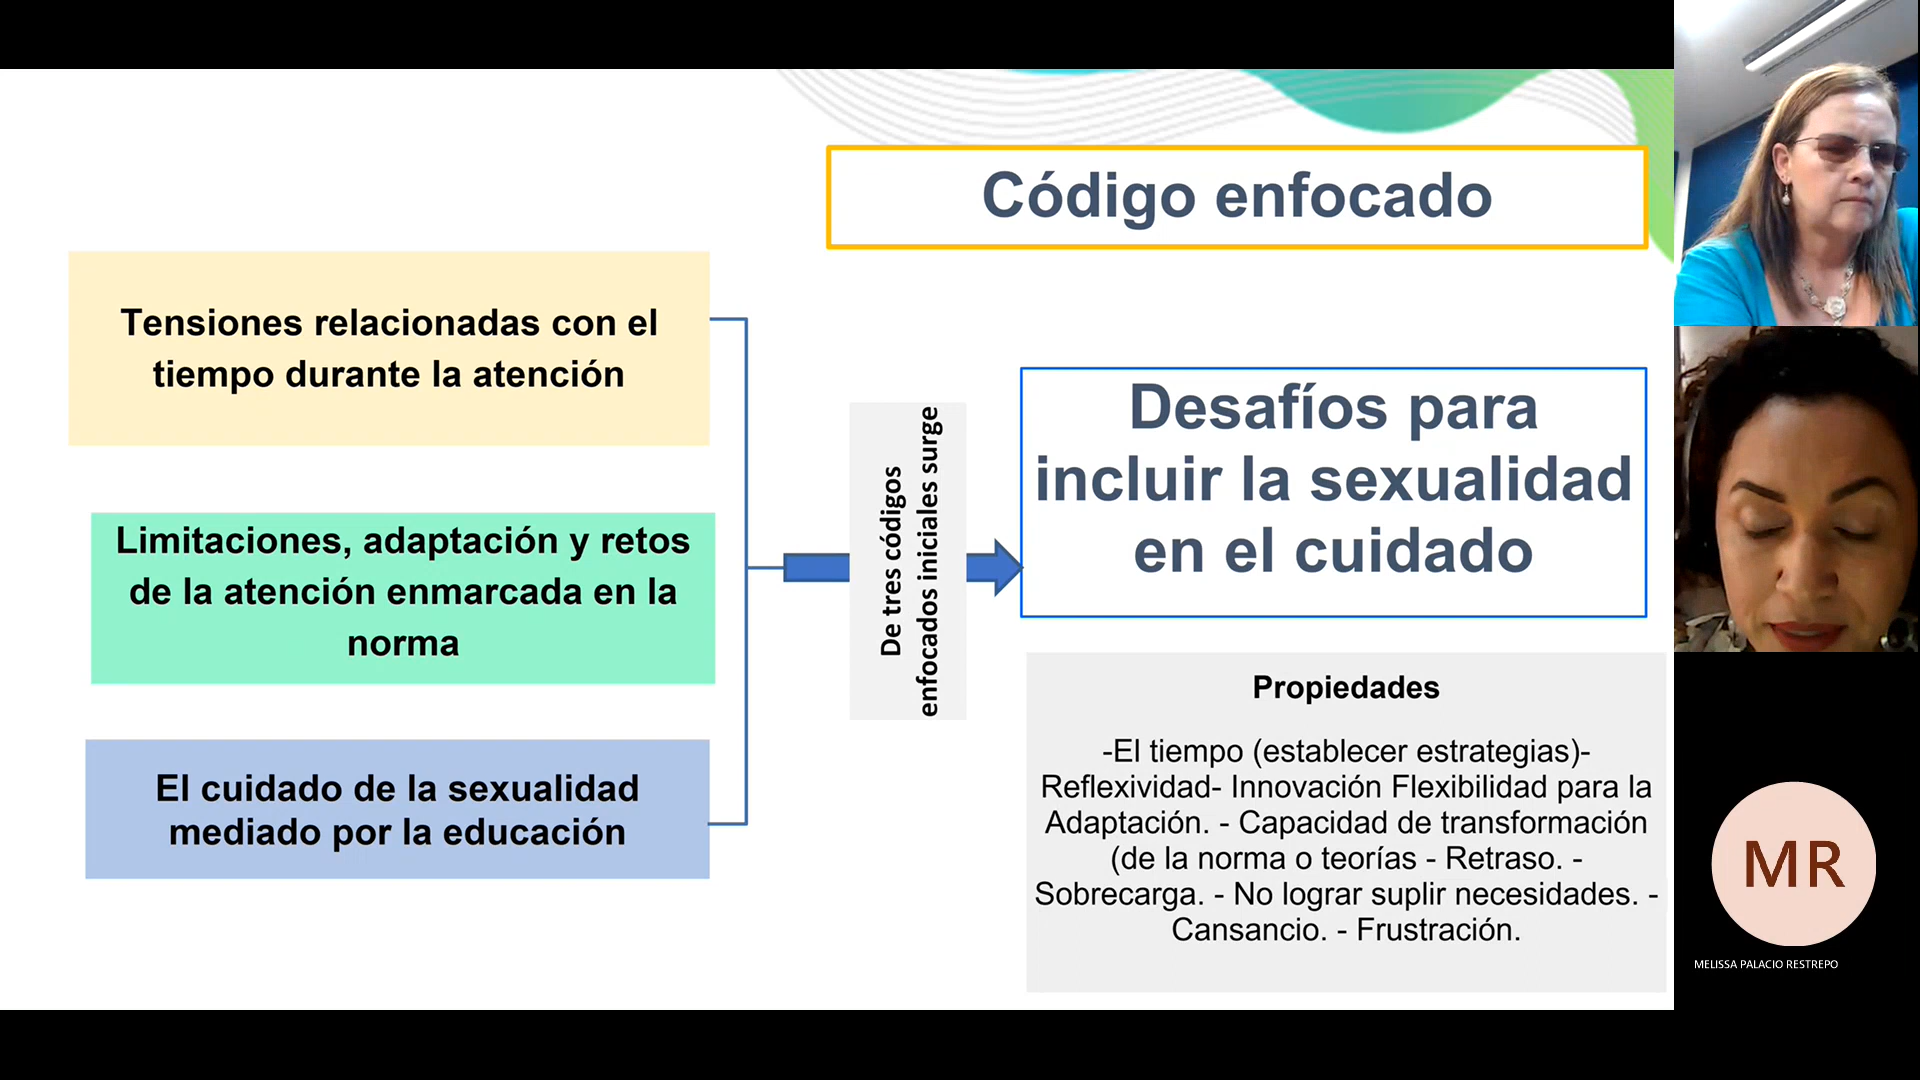 Código enfocado
Tensiones relacionadas con el
tiempo durante la atención
Limitaciones, adaptación y retos
de la atención enmarcada en la
norma
El cuidado de la sexualidad
mediado por la educación
De tres códigos
enfocados iniciales surge
Desafíos para
incluir la sexualidad
en el cuidado
Propiedades
-El tiempo (establecer estrategias)-
Reflexividad- Innovación Flexibilidad para la
Adaptación. - Capacidad de transformación
(de la norma o teorías - Retraso. -
Sobrecarga. - No lograr suplir necesidades. -
Cansancio. - Frustración.
MR
MELISSA PALACIO RESTREPO